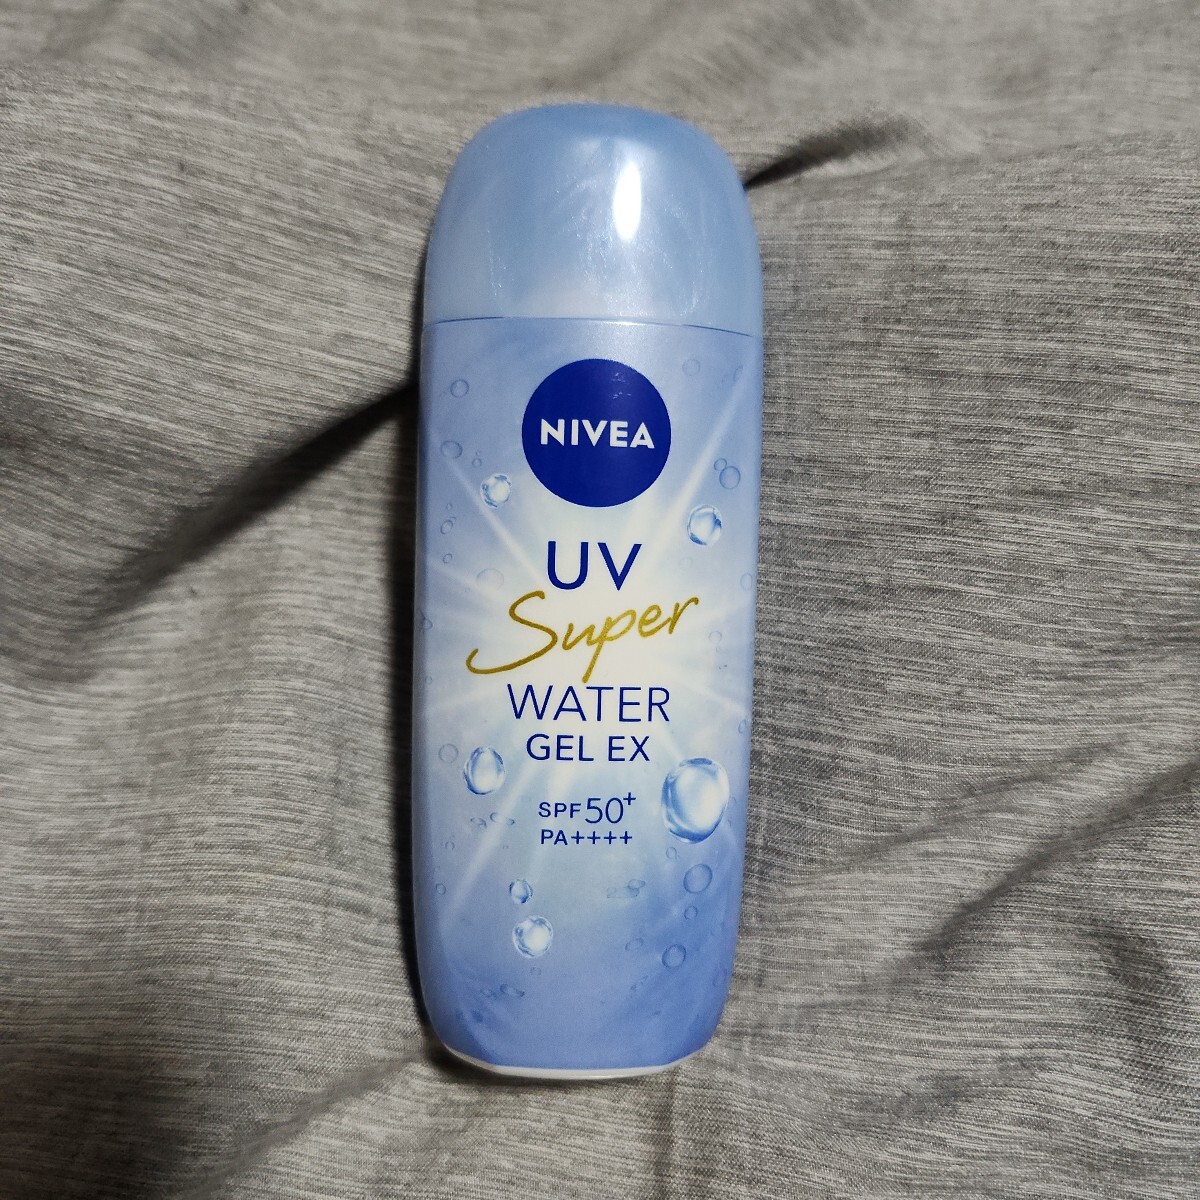 NIVEA
UV
Super
WATER
GEL EX
SPF50+
PA++++